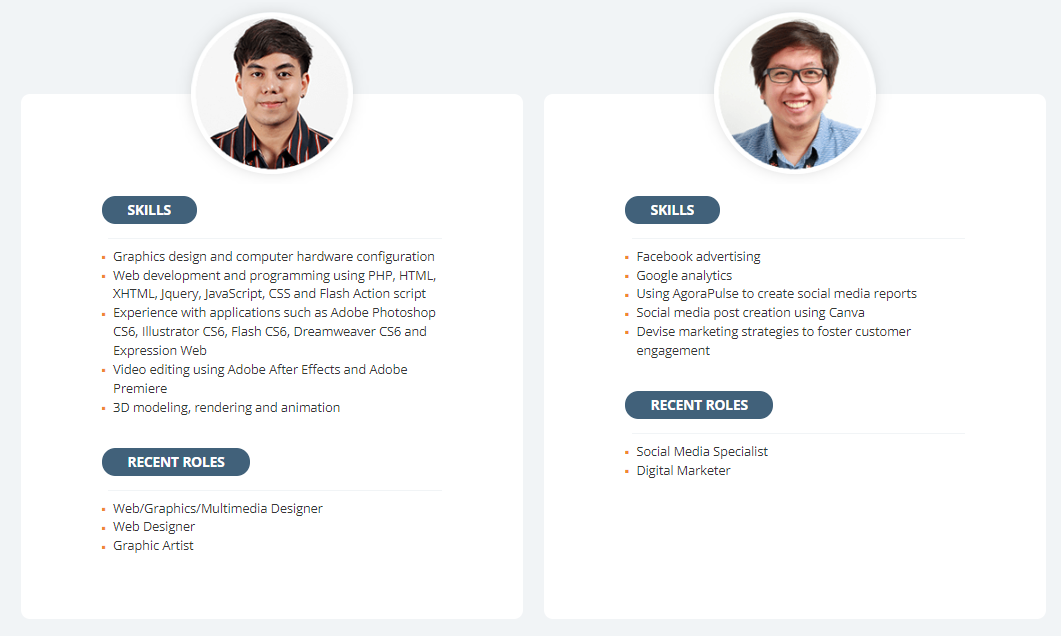 SKILLS
Graphics design and computer hardware configuration
Web development and programming using PHP, HTML,
XHTML, Jquery, JavaScript, CSS and Flash Action script
Experience with applications such as Adobe Photoshop
CS6, Illustrator CS6, Flash CS6, Dreamweaver CS6 and
Expression Web
Video editing using Adobe After Effects and Adobe
Premiere
3D modeling, rendering and animation
RECENT ROLES
Web/Graphics/Multimedia Designer
Web Designer
Graphic Artist
SKILLS
Facebook advertising
Google analytics
Using AgoraPulse to create social media reports
Social media post creation using Canva
Devise marketing strategies to foster customer
engagement
RECENT ROLES
Social Media Specialist
Digital Marketer